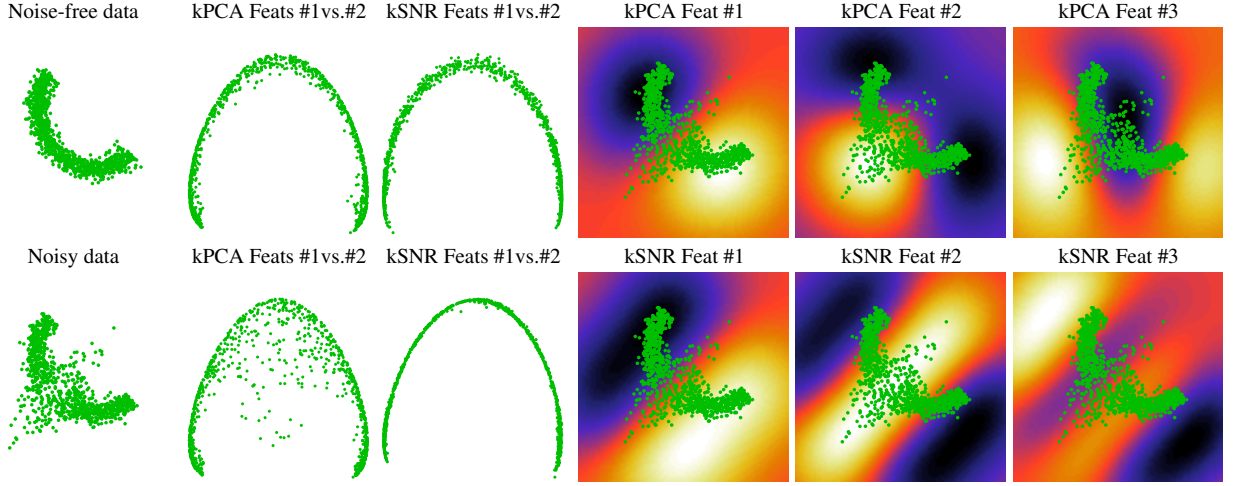 Noise-free data
kPCA Feats #1vs.#2
kSNR Feats #1vs.#2
kPCA Feat #1
kPCA Feat #2
kPCA Feat #3
Noisy data
kPCA Feats #1vs.#2
kSNR Feats #1vs.#2
kSNR Feat #1
kSNR Feat #2
kSNR Feat #3